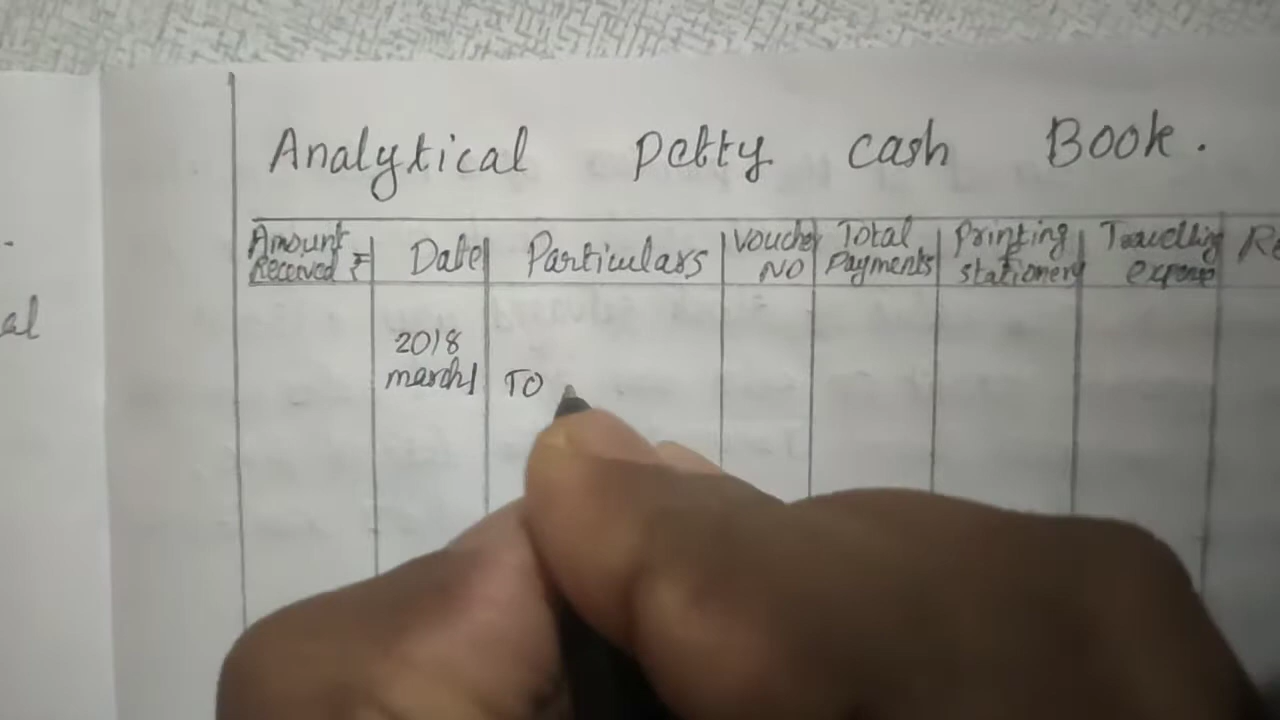 Analytical Petty Cash Book.
Amount Received ₹ Date Particulars Voucher NO Total Payments Printing stationery Travelling expense
2018
march 1 TO
al